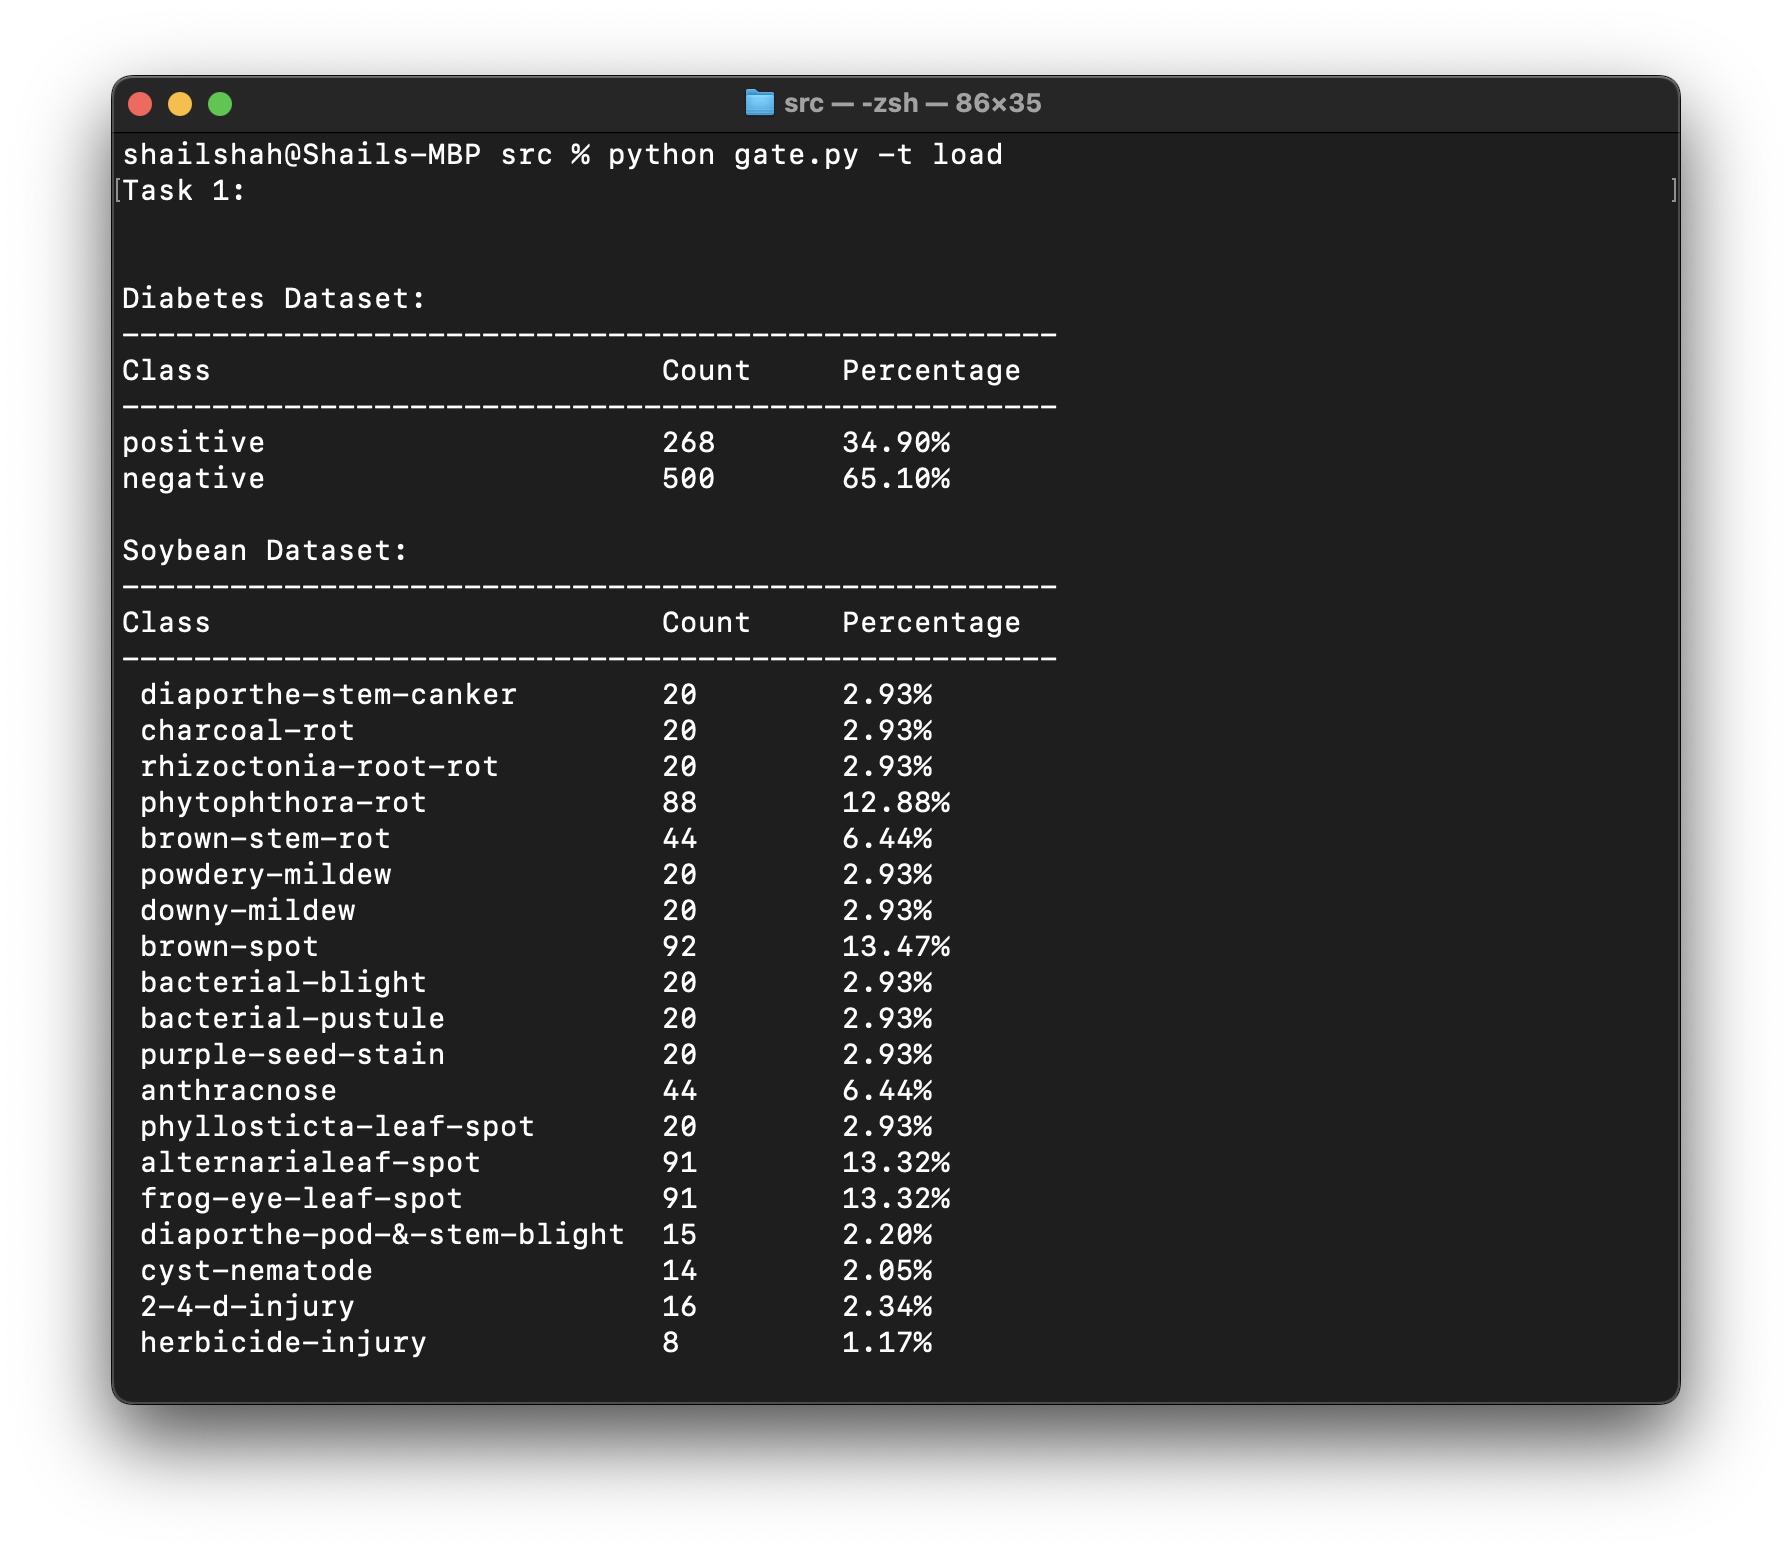 src — -zsh — 86×35
shailshah@Shails-MBP src % python gate.py -t load
[Task 1: ]
Diabetes Dataset:
----------------------------------------------------
Class Count Percentage
----------------------------------------------------
positive 268 34.90%
negative 500 65.10%
Soybean Dataset:
----------------------------------------------------
Class Count Percentage
----------------------------------------------------
diaporthe-stem-canker 20 2.93%
charcoal-rot 20 2.93%
rhizoctonia-root-rot 20 2.93%
phytophthora-rot 88 12.88%
brown-stem-rot 44 6.44%
powdery-mildew 20 2.93%
downy-mildew 20 2.93%
brown-spot 92 13.47%
bacterial-blight 20 2.93%
bacterial-pustule 20 2.93%
purple-seed-stain 20 2.93%
anthracnose 44 6.44%
phyllosticta-leaf-spot 20 2.93%
alternarialeaf-spot 91 13.32%
frog-eye-leaf-spot 91 13.32%
diaporthe-pod-&-stem-blight 15 2.20%
cyst-nematode 14 2.05%
2-4-d-injury 16 2.34%
herbicide-injury 8 1.17%